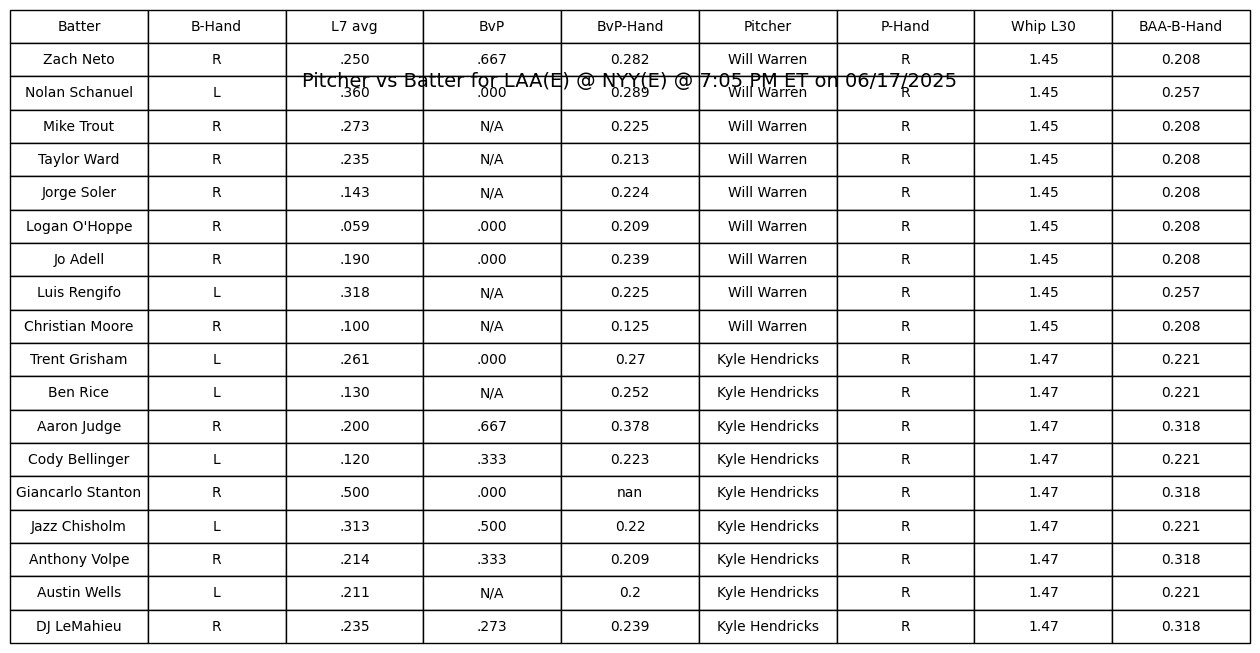 Batter B-Hand L7 avg BvP BvP-Hand Pitcher P-Hand Whip L30 BAA-B-Hand
Zach Neto R .250 .667 0.282 Will Warren R 1.45 0.208
Pitcher vs Batter for LAA(E) @ NYY(E) @ 7:05 PM ET on 06/17/2025
Nolan Schanuel L .360 .000 0.289 Will Warren R 1.45 0.257
Mike Trout R .273 N/A 0.225 Will Warren R 1.45 0.208
Taylor Ward R .235 N/A 0.213 Will Warren R 1.45 0.208
Jorge Soler R .143 N/A 0.224 Will Warren R 1.45 0.208
Logan O'Hoppe R .059 .000 0.209 Will Warren R 1.45 0.208
Jo Adell R .190 .000 0.239 Will Warren R 1.45 0.208
Luis Rengifo L .318 N/A 0.225 Will Warren R 1.45 0.257
Christian Moore R .100 N/A 0.125 Will Warren R 1.45 0.208
Trent Grisham L .261 .000 0.27 Kyle Hendricks R 1.47 0.221
Ben Rice L .130 N/A 0.252 Kyle Hendricks R 1.47 0.221
Aaron Judge R .200 .667 0.378 Kyle Hendricks R 1.47 0.318
Cody Bellinger L .120 .333 0.223 Kyle Hendricks R 1.47 0.221
Giancarlo Stanton R .500 .000 nan Kyle Hendricks R 1.47 0.318
Jazz Chisholm L .313 .500 0.22 Kyle Hendricks R 1.47 0.221
Anthony Volpe R .214 .333 0.209 Kyle Hendricks R 1.47 0.318
Austin Wells L .211 N/A 0.2 Kyle Hendricks R 1.47 0.221
DJ LeMahieu R .235 .273 0.239 Kyle Hendricks R 1.47 0.318